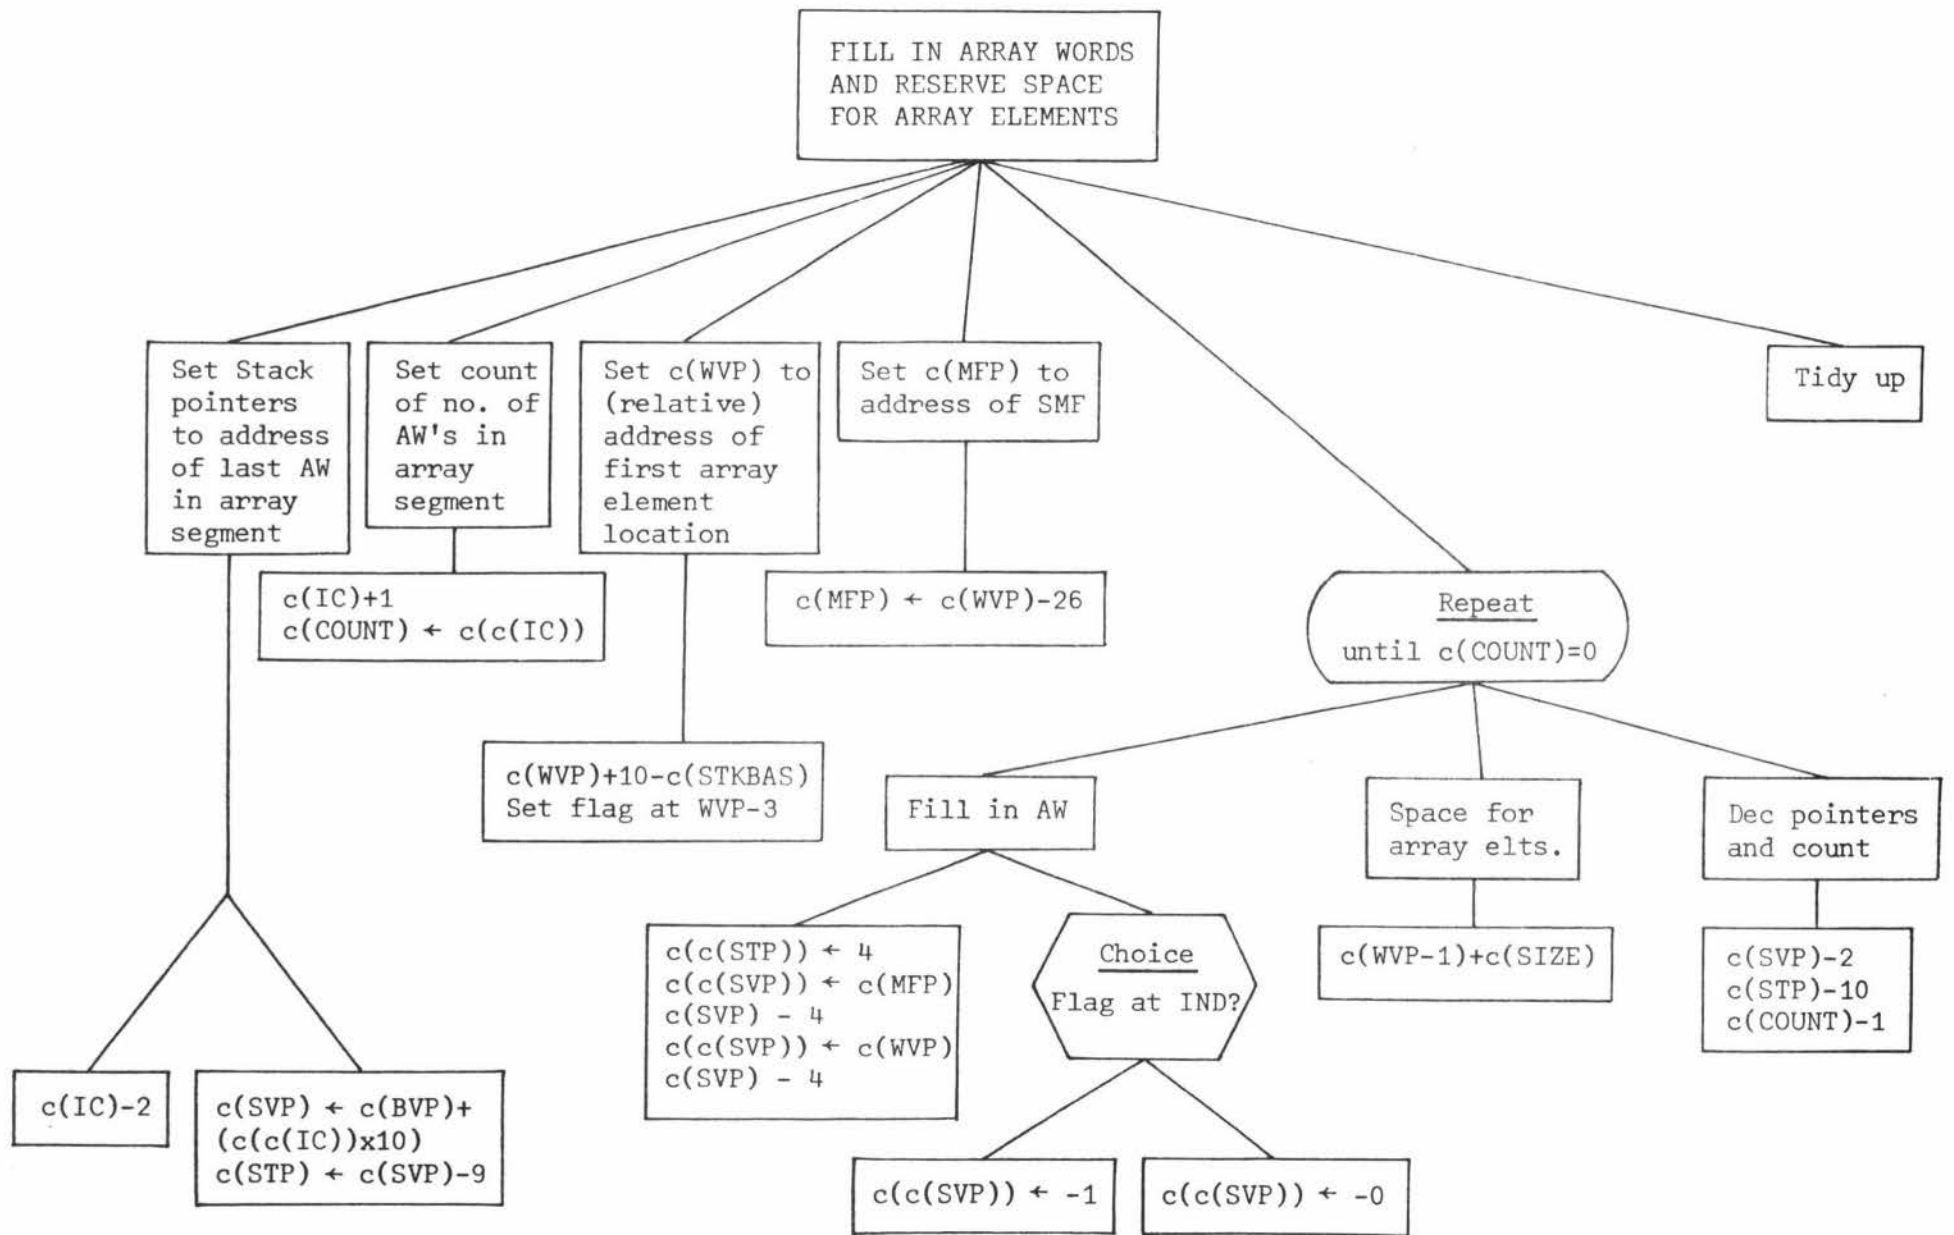 FILL IN ARRAY WORDS
AND RESERVE SPACE
FOR ARRAY ELEMENTS
Set Stack
pointers
to address
of last AW
in array
segment
Set count
of no. of
AW's in
array
segment
Set c(WVP) to
(relative)
address of
first array
element
location
Set c(MFP) to
address of SMF
Tidy up
c(IC)+1
c(COUNT) ← c(c(IC))
c(MFP) ← c(WVP)-26
Repeat
until c(COUNT)=0
c(WVP)+10-c(STKBAS)
Set flag at WVP-3
Fill in AW
Space for
array elts.
Dec pointers
and count
c(c(STP)) ← 4
c(c(SVP)) ← c(MFP)
c(SVP) - 4
c(c(SVP)) ← c(WVP)
c(SVP) - 4
Choice
Flag at IND?
c(WVP-1)+c(SIZE)
c(SVP)-2
c(STP)-10
c(COUNT)-1
c(IC)-2
c(SVP) ← c(BVP)+
(c(c(IC))x10)
c(STP) ← c(SVP)-9
c(c(SVP)) ← -1
c(c(SVP)) ← -0